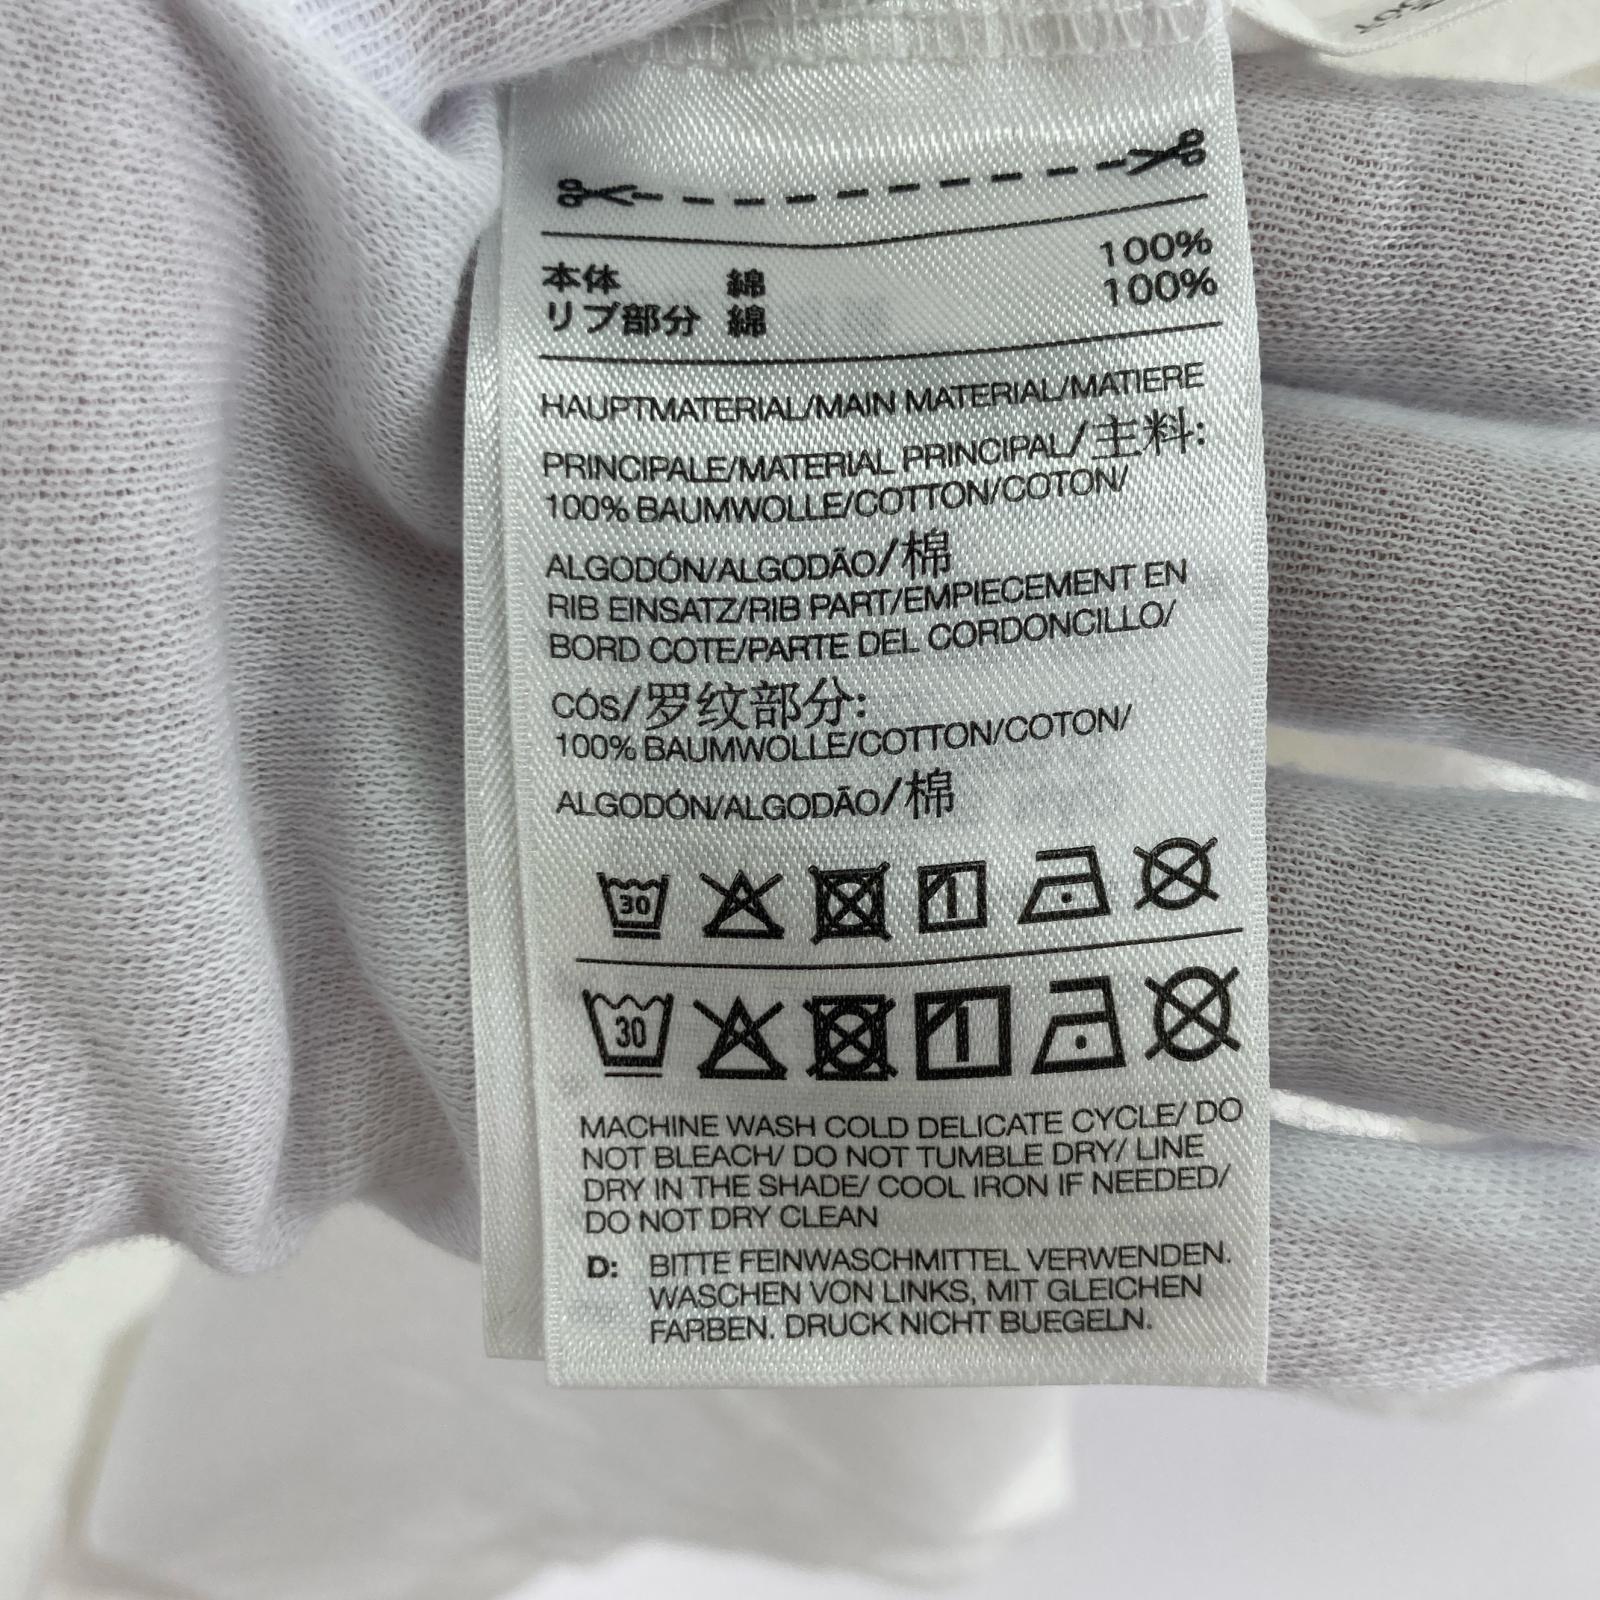 本体 綿 100%
リブ部分 綿 100%
HAUPTMATERIAL/MAIN MATERIAL/MATIERE
PRINCIPALE/MATERIAL PRINCIPAL/主料:
100% BAUMWOLLE/COTTON/COTON/
ALGODÓN/ALGODÃO/棉
RIB EINSATZ/RIB PART/EMPIECEMENT EN
BORD COTE/PARTE DEL CORDONCILLO/
CÓS/罗纹部分:
100% BAUMWOLLE/COTTON/COTON/
ALGODÓN/ALGODÃO/棉
30
30
MACHINE WASH COLD DELICATE CYCLE/ DO
NOT BLEACH/ DO NOT TUMBLE DRY/ LINE
DRY IN THE SHADE/ COOL IRON IF NEEDED/
DO NOT DRY CLEAN
D: BITTE FEINWASCHMITTEL VERWENDEN.
WASCHEN VON LINKS, MIT GLEICHEN
FARBEN. DRUCK NICHT BUEGELN.